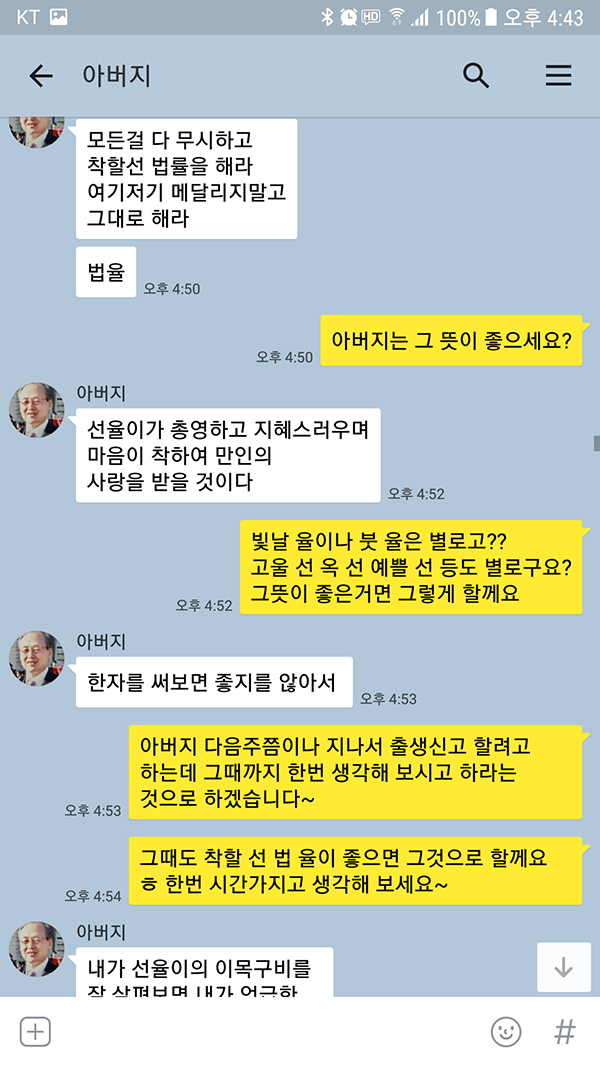 KT HD 100% 오후 4:43
아버지
모든걸 다 무시하고
착할선 법률을 해라
여기저기 메달리지말고
그대로 해라
법율
오후 4:50
아버지는 그 뜻이 좋으세요?
오후 4:50
아버지
선율이가 총영하고 지혜스러우며
마음이 착하여 만인의
사랑을 받을 것이다
오후 4:52
빛날 율이나 붓 율은 별로고??
고울 선 옥 선 예쁠 선 등도 별로구요?
그뜻이 좋은거면 그렇게 할께요
오후 4:52
아버지
한자를 써보면 좋지를 않아서
오후 4:53
아버지 다음주쯤이나 지나서 출생신고 할려고
하는데 그때까지 한번 생각해 보시고 하라는
것으로 하겠습니다~
오후 4:53
그때도 착할 선 법 율이 좋으면 그것으로 할께요
ㅎ 한번 시간가지고 생각해 보세요~
오후 4:54
아버지
내가 선율이의 이목구비를
잘 살펴보면 내가 언급한
#